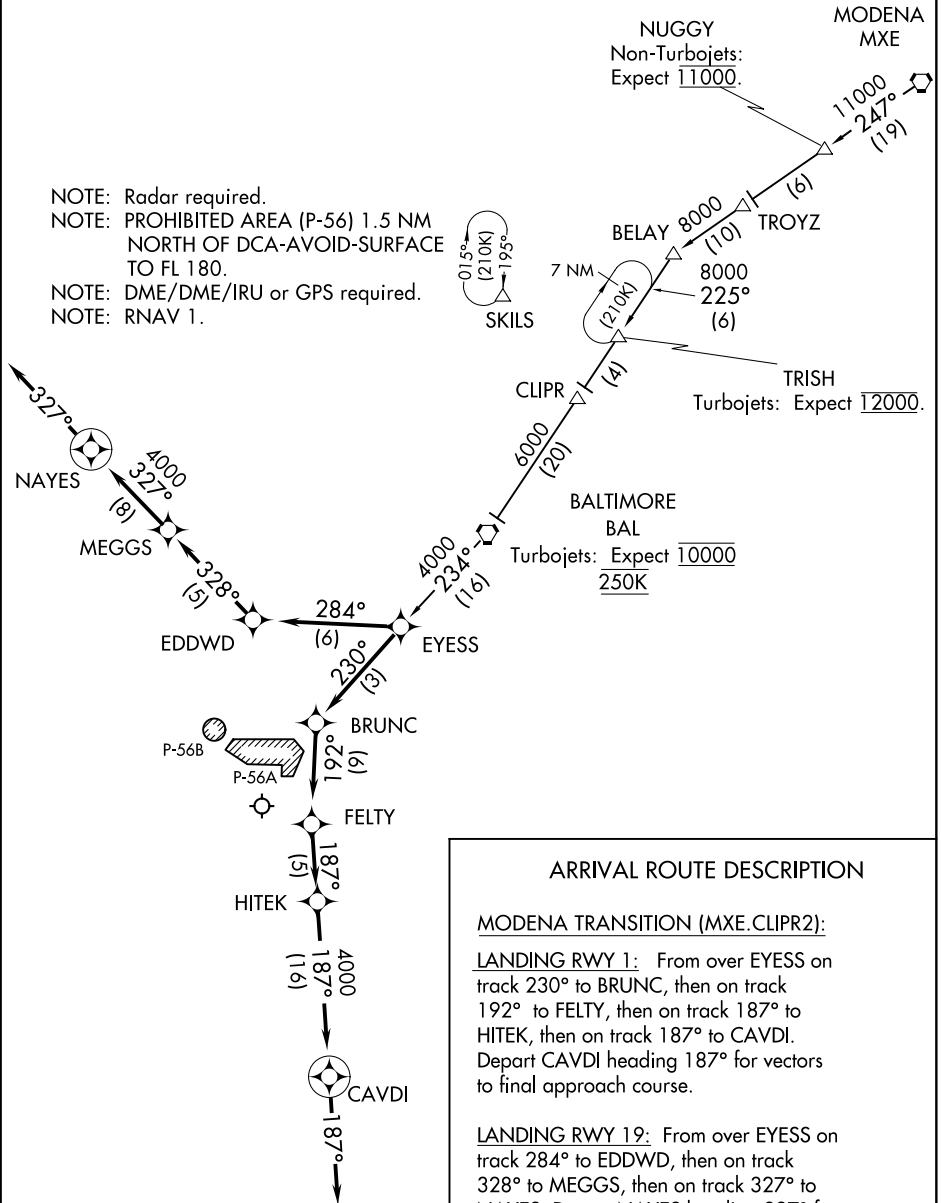 MODENA
MXE
NUGGY
Non-Turbojets:
Expect 11000.
11000
247°
(19)
(6)
TROYZ
8000
(10)
BELAY
8000
225°
(6)
7 NM
(210K)
NOTE: Radar required.
NOTE: PROHIBITED AREA (P-56) 1.5 NM
NORTH OF DCA-AVOID-SURFACE
TO FL 180.
NOTE: DME/DME/IRU or GPS required.
NOTE: RNAV 1.
015°
(210K)
195°
SKILS
TRISH
Turbojets: Expect 12000.
(4)
CLIPR
6000
(20)
BALTIMORE
BAL
Turbojets: Expect 10000
250K
4000
234°
(16)
327°
NAYES
4000
327°
(8)
MEGGS
328°
(5)
EDDWD
284°
(6)
EYESS
230°
(3)
BRUNC
P-56B
P-56A
192°
(6)
FELTY
187°
(5)
HITEK
4000
187°
(16)
CAVDI
187°
ARRIVAL ROUTE DESCRIPTION
MODENA TRANSITION (MXE.CLIPR2):
LANDING RWY 1: From over EYESS on
track 230° to BRUNC, then on track
192° to FELTY, then on track 187° to
HITEK, then on track 187° to CAVDI.
Depart CAVDI heading 187° for vectors
to final approach course.
LANDING RWY 19: From over EYESS on
track 284° to EDDWD, then on track
328° to MEGGS, then on track 327° to